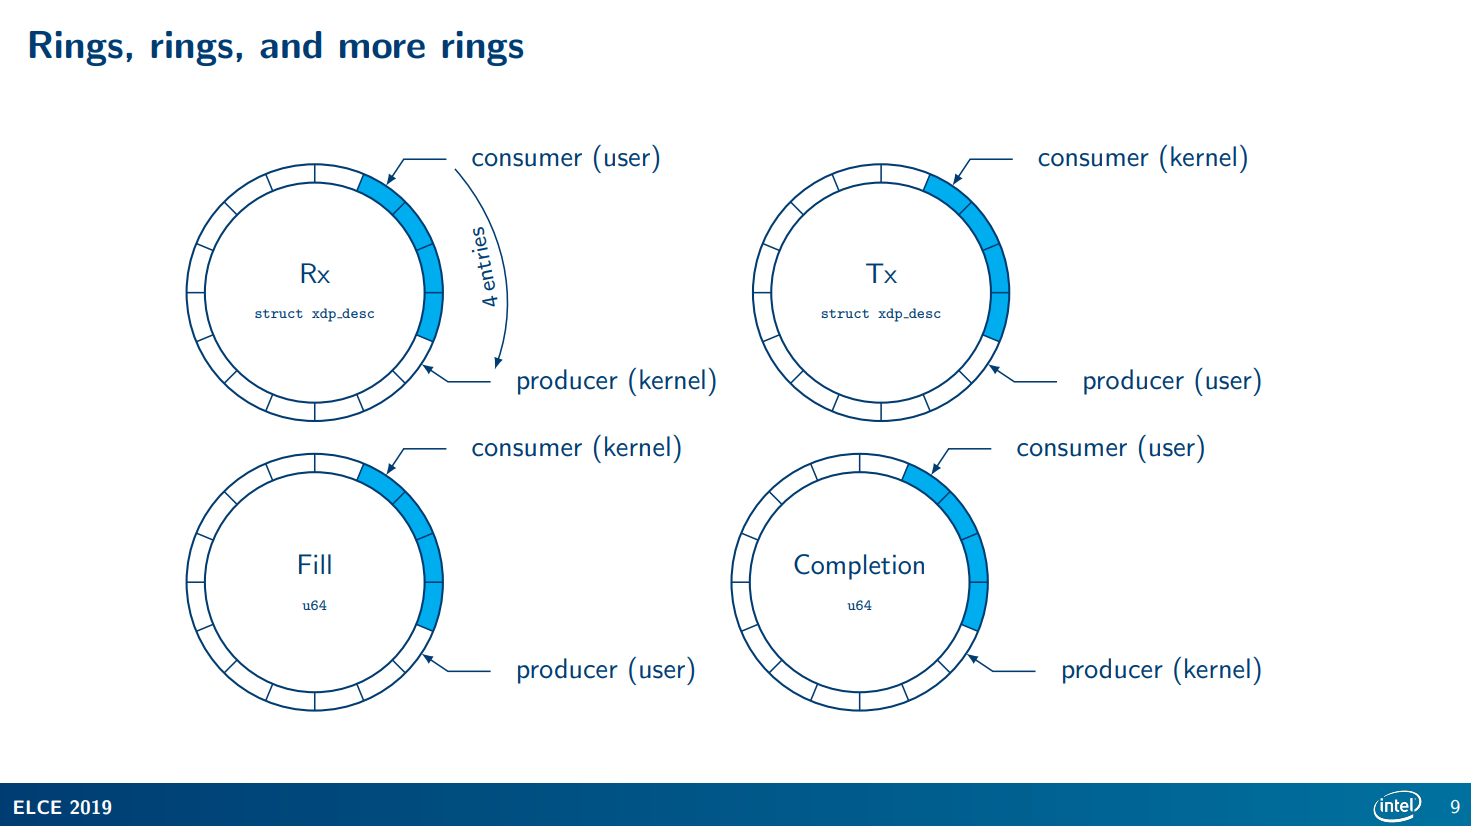 Rings, rings, and more rings
consumer (user)
4 entries
Rx
struct xdp_desc
producer (kernel)
consumer (kernel)
Tx
struct xdp_desc
producer (user)
consumer (kernel)
Fill
u64
producer (user)
consumer (user)
Completion
u64
producer (kernel)
ELCE 2019
intel
9